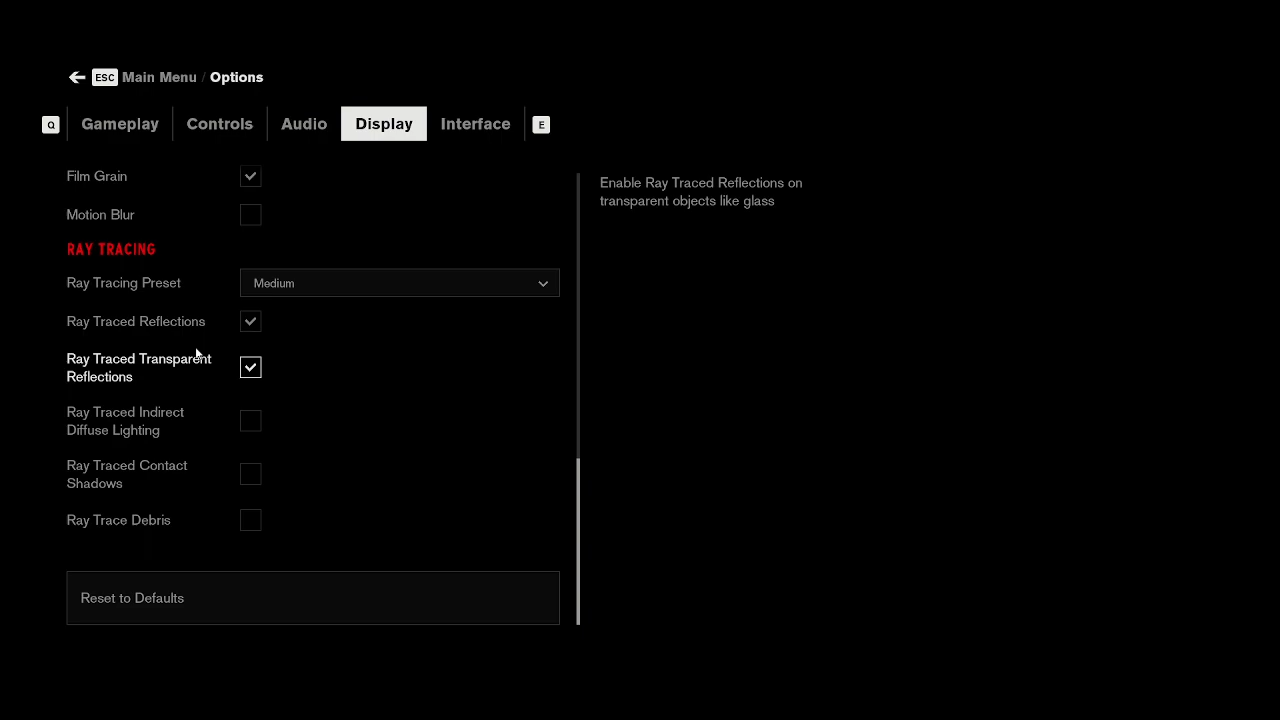 ESC Main Menu / Options
Q Gameplay Controls Audio Display Interface E
Film Grain
Motion Blur
RAY TRACING
Ray Tracing Preset Medium
Ray Traced Reflections
Ray Traced Transparent
Reflections
Ray Traced Indirect
Diffuse Lighting
Ray Traced Contact
Shadows
Ray Trace Debris
Reset to Defaults
Enable Ray Traced Reflections on
transparent objects like glass